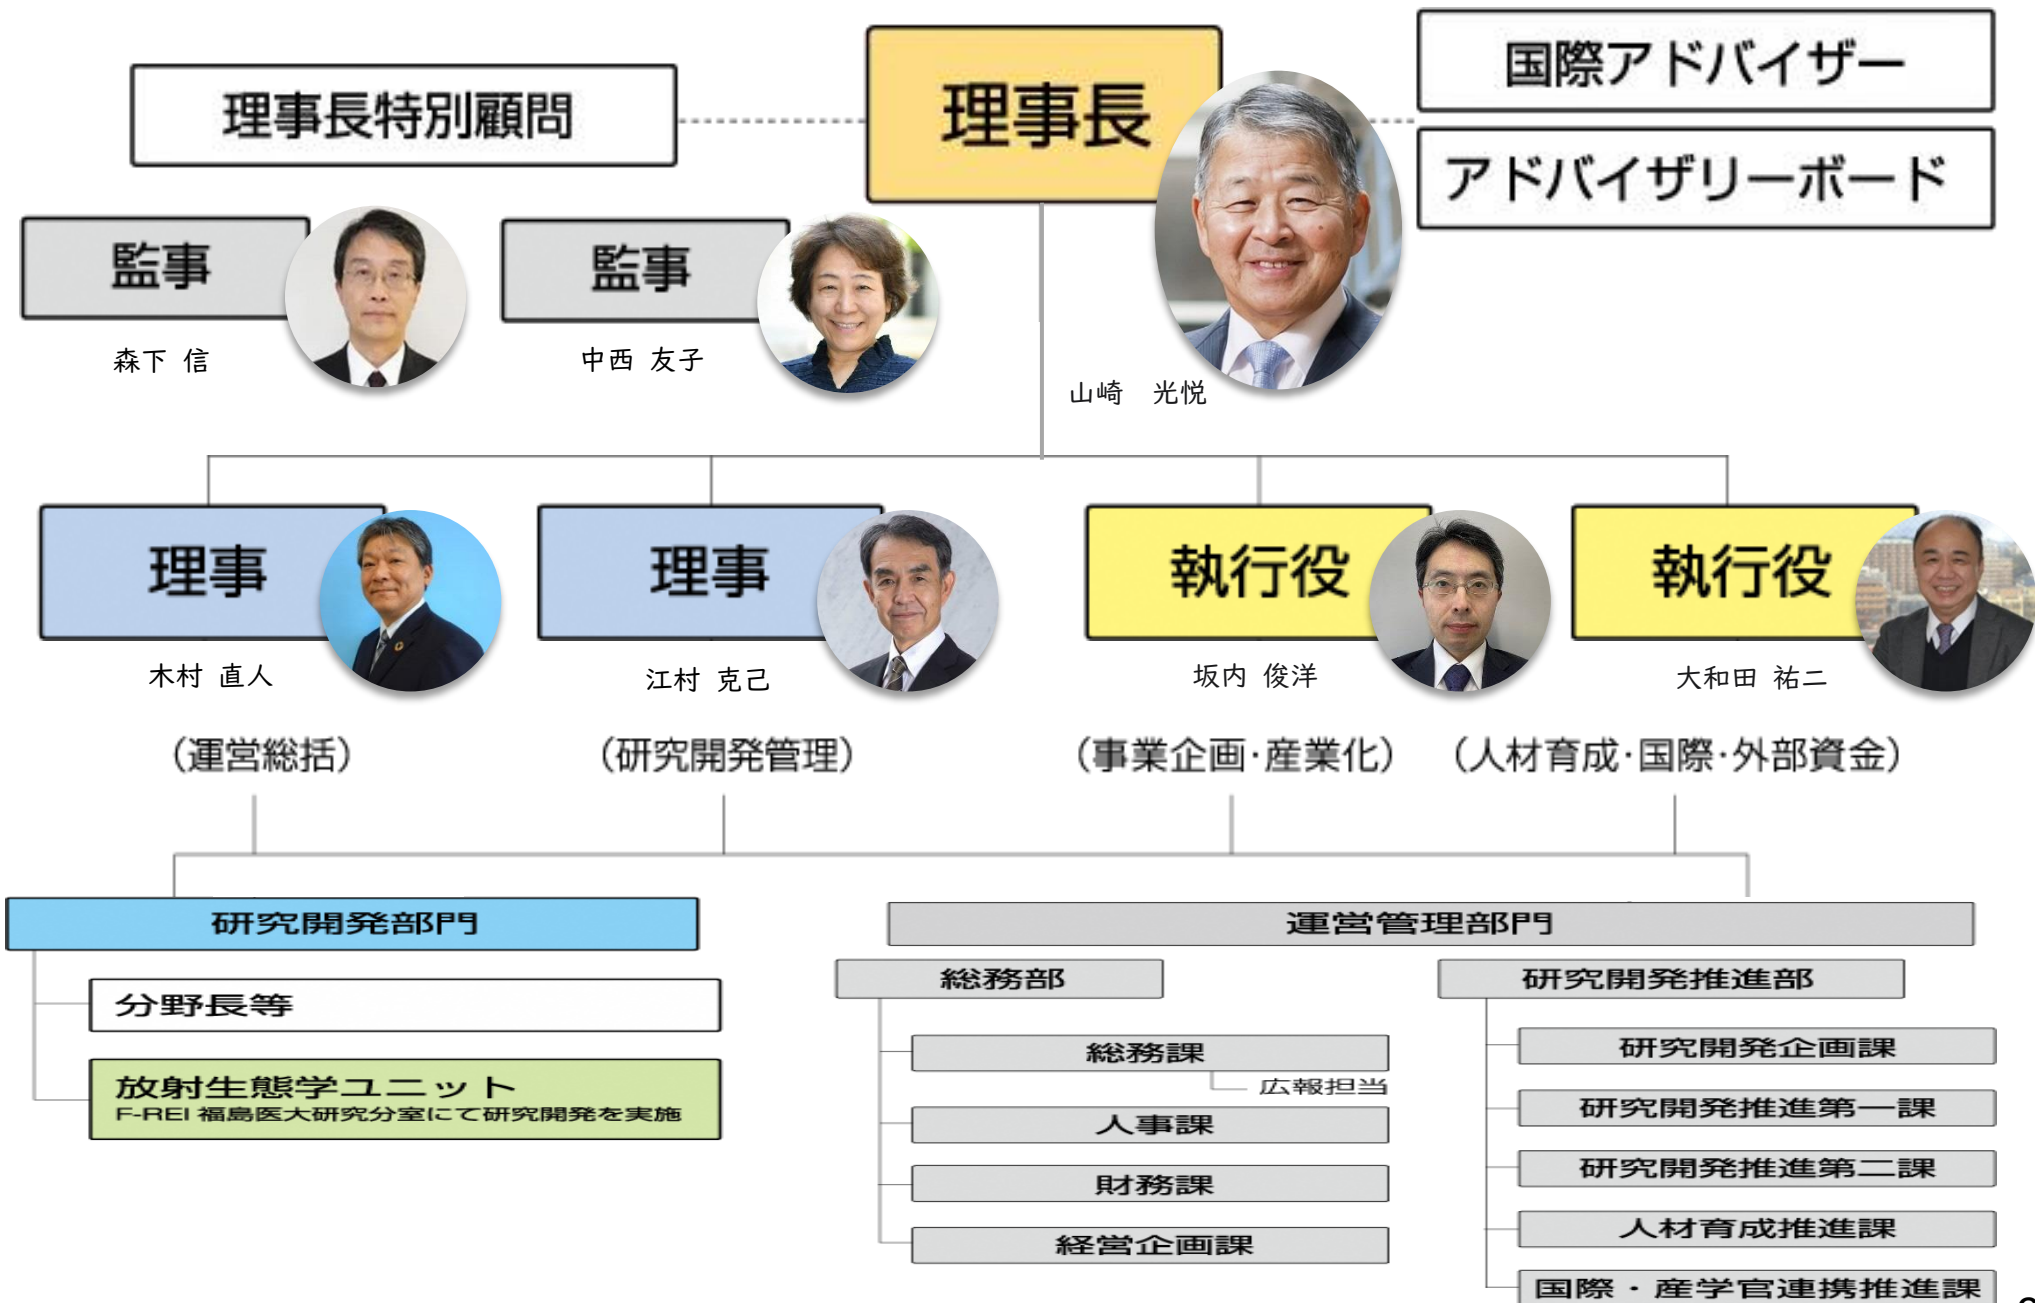 理事長特別顧問
理事長
国際アドバイザー
アドバイザリーボード
監事
監事
森下 信
中西 友子
山崎　光悦
理事
理事
執行役
執行役
木村 直人
江村 克己
坂内 俊洋
大和田 祐二
（運営総括）
（研究開発管理）
（事業企画・産業化）
（人材育成・国際・外部資金）
研究開発部門
分野長等
放射生態学ユニット
F-REI 福島医大研究分室にて研究開発を実施
運営管理部門
総務部
総務課
広報担当
人事課
財務課
経営企画課
研究開発推進部
研究開発企画課
研究開発推進第一課
研究開発推進第二課
人材育成推進課
国際・産学官連携推進課